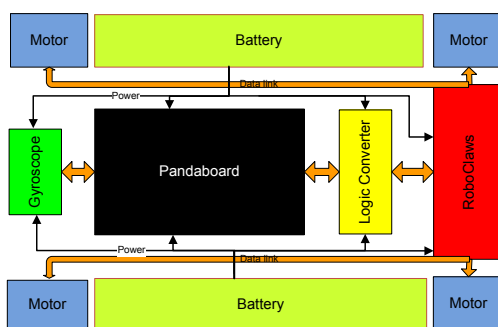 Motor
Battery
Motor
Data link
Power
Gyroscope
Pandaboard
Logic Converter
RoboClaws
Power
Data link
Motor
Battery
Motor